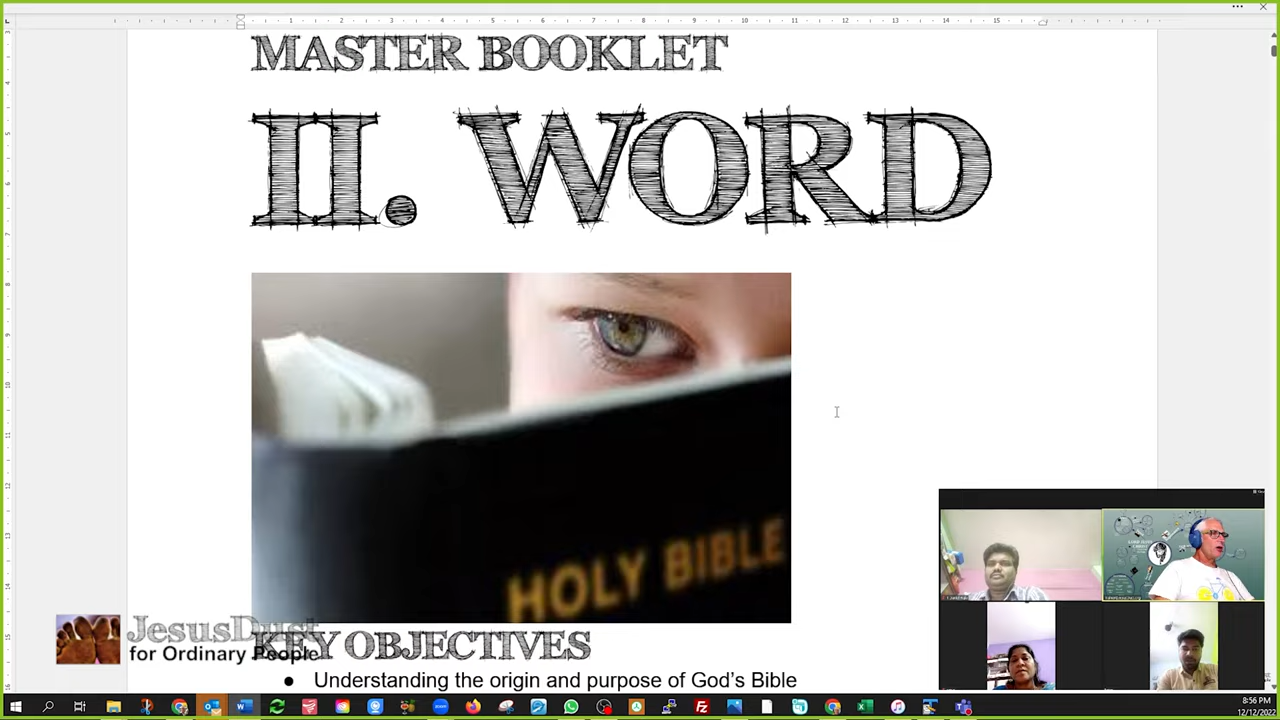 MASTER BOOKLET
II. WORD
HOLY BIBLE
JesusDust
for Ordinary People
KEY OBJECTIVES
● Understanding the origin and purpose of God's Bible
8:56 PM
12/12/2022